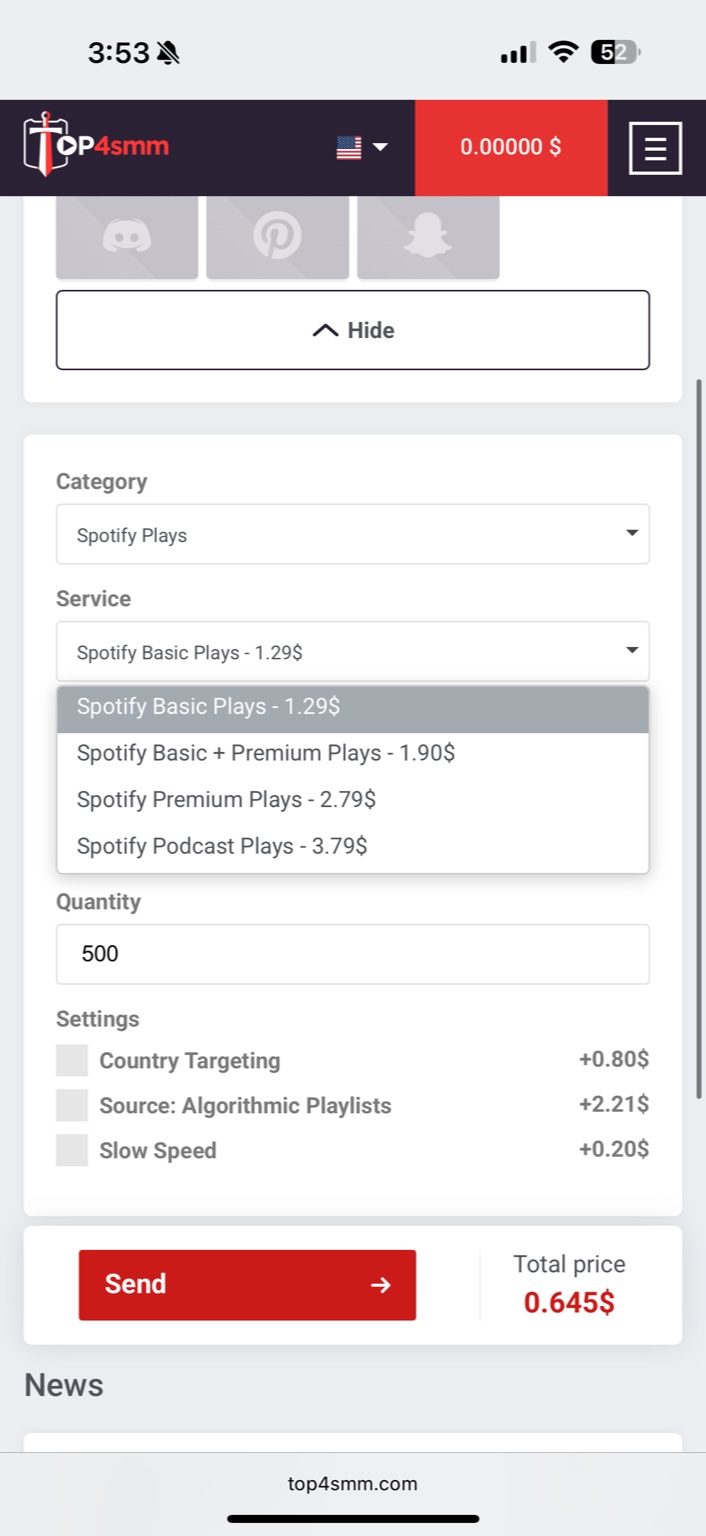 3:53
52
TOP4smm
0.00000 $
Hide
Category
Spotify Plays
Service
Spotify Basic Plays - 1.29$
Spotify Basic Plays - 1.29$
Spotify Basic + Premium Plays - 1.90$
Spotify Premium Plays - 2.79$
Spotify Podcast Plays - 3.79$
Quantity
500
Settings
Country Targeting +0.80$
Source: Algorithmic Playlists +2.21$
Slow Speed +0.20$
Send
Total price
0.645$
News
top4smm.com